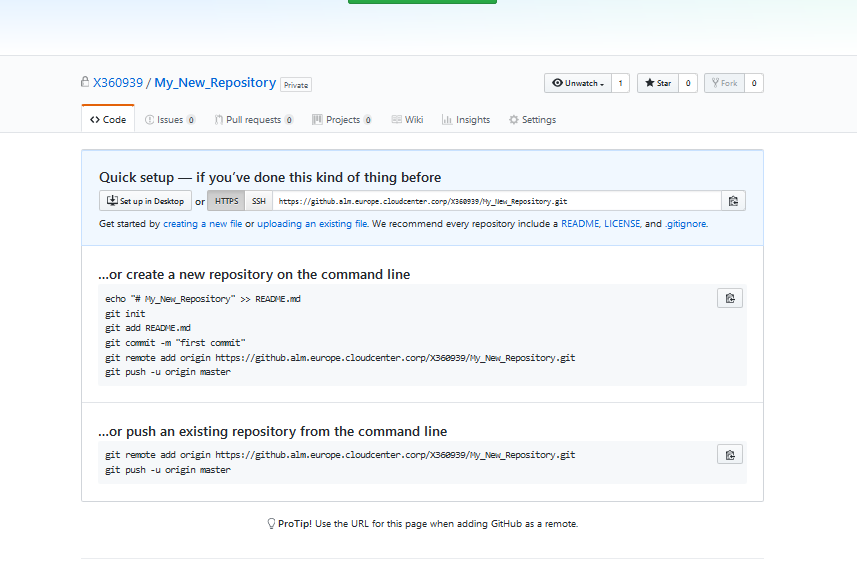 X360939 / My_New_Repository Private
Unwatch 1 Star 0 Fork 0
Code Issues 0 Pull requests 0 Projects 0 Wiki Insights Settings
Quick setup — if you’ve done this kind of thing before
Set up in Desktop or HTTPS SSH https://github.alm.europe.cloudcenter.corp/X360939/My_New_Repository.git
Get started by creating a new file or uploading an existing file. We recommend every repository include a README, LICENSE, and .gitignore.
…or create a new repository on the command line
echo "# My_New_Repository" >> README.md
git init
git add README.md
git commit -m "first commit"
git remote add origin https://github.alm.europe.cloudcenter.corp/X360939/My_New_Repository.git
git push -u origin master
…or push an existing repository from the command line
git remote add origin https://github.alm.europe.cloudcenter.corp/X360939/My_New_Repository.git
git push -u origin master
ProTip! Use the URL for this page when adding GitHub as a remote.